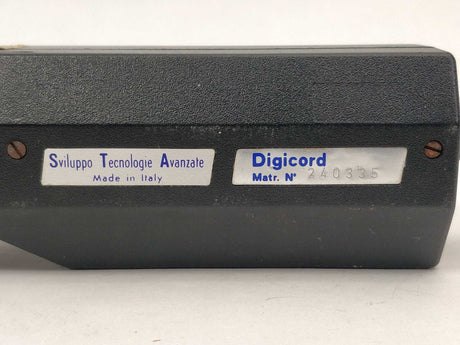 Sviluppo Tecnologie Avanzate
Made in Italy
Digicord
Matr. N° 240335